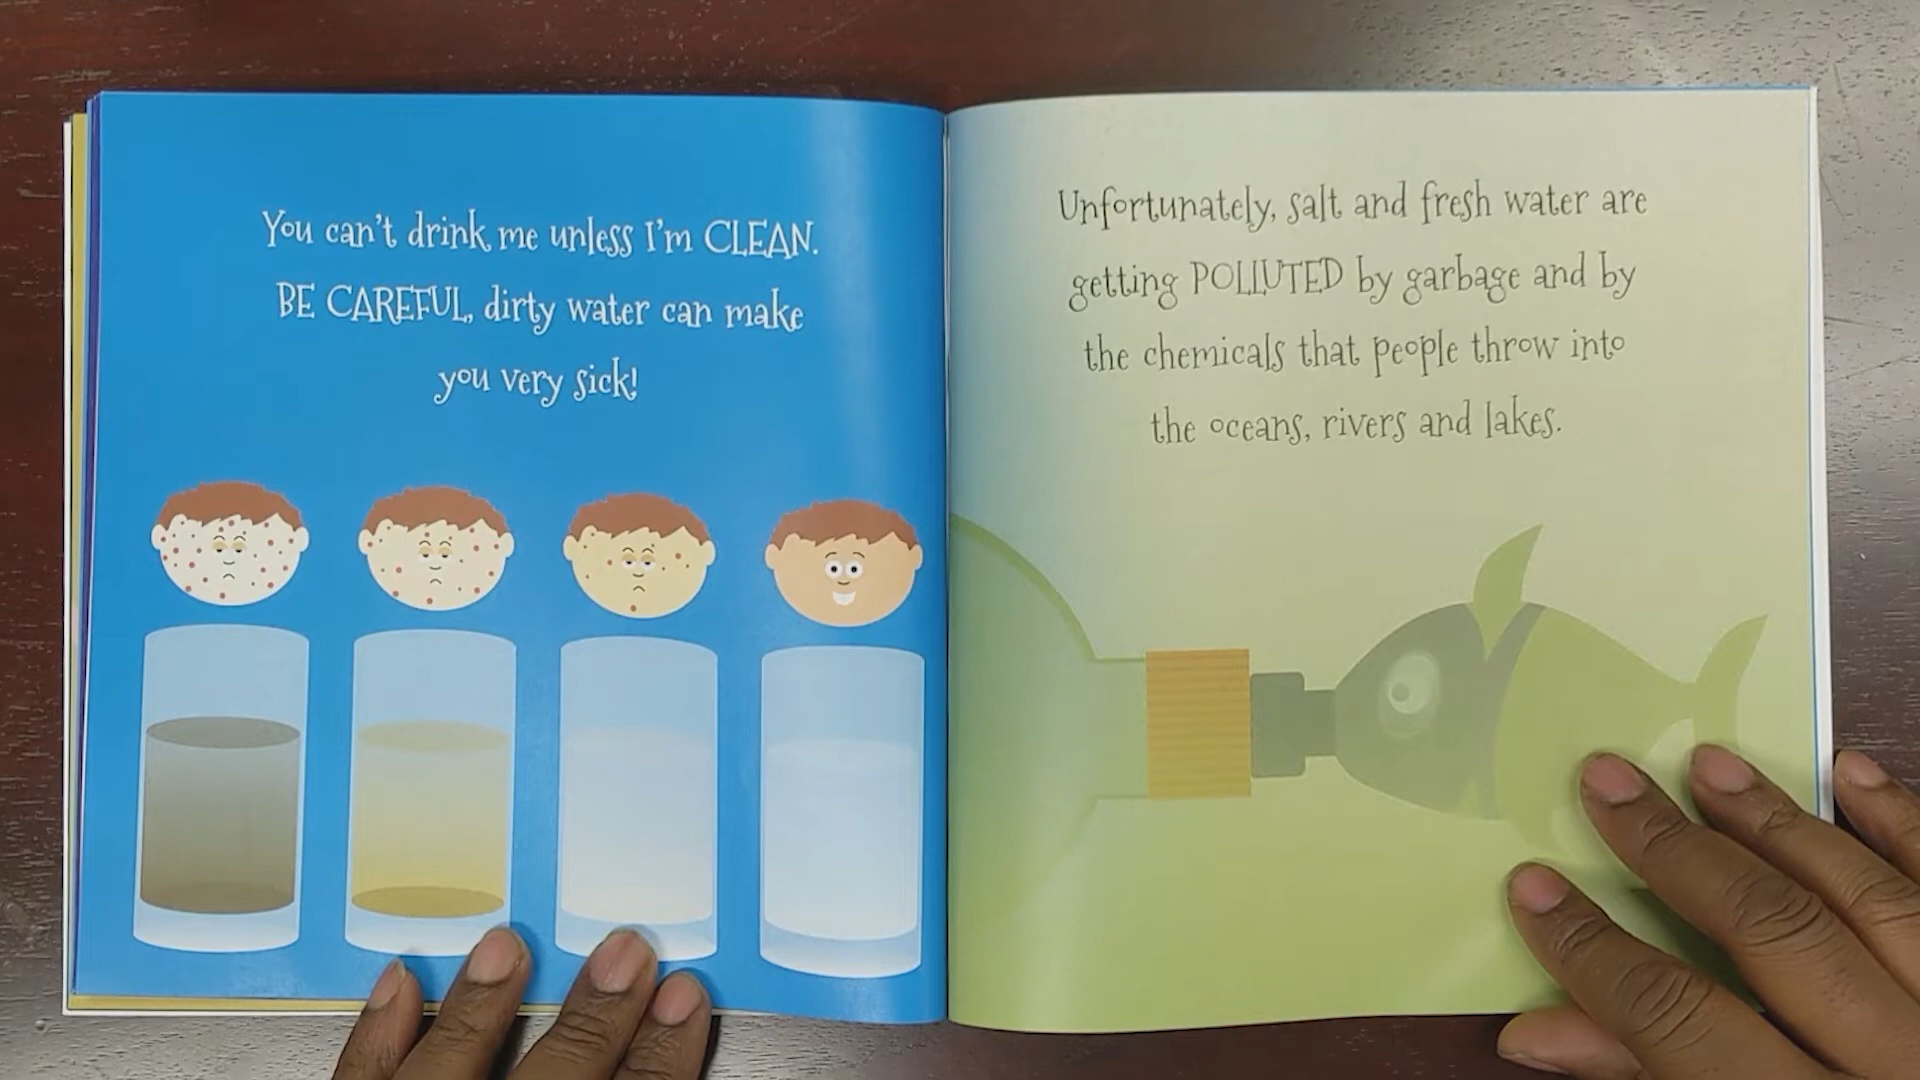 You can't drink me unless I'm CLEAN.
BE CAREFUL, dirty water can make
you very sick!
Unfortunately, salt and fresh water are
getting POLLUTED by garbage and by
the chemicals that people throw into
the oceans, rivers and lakes.